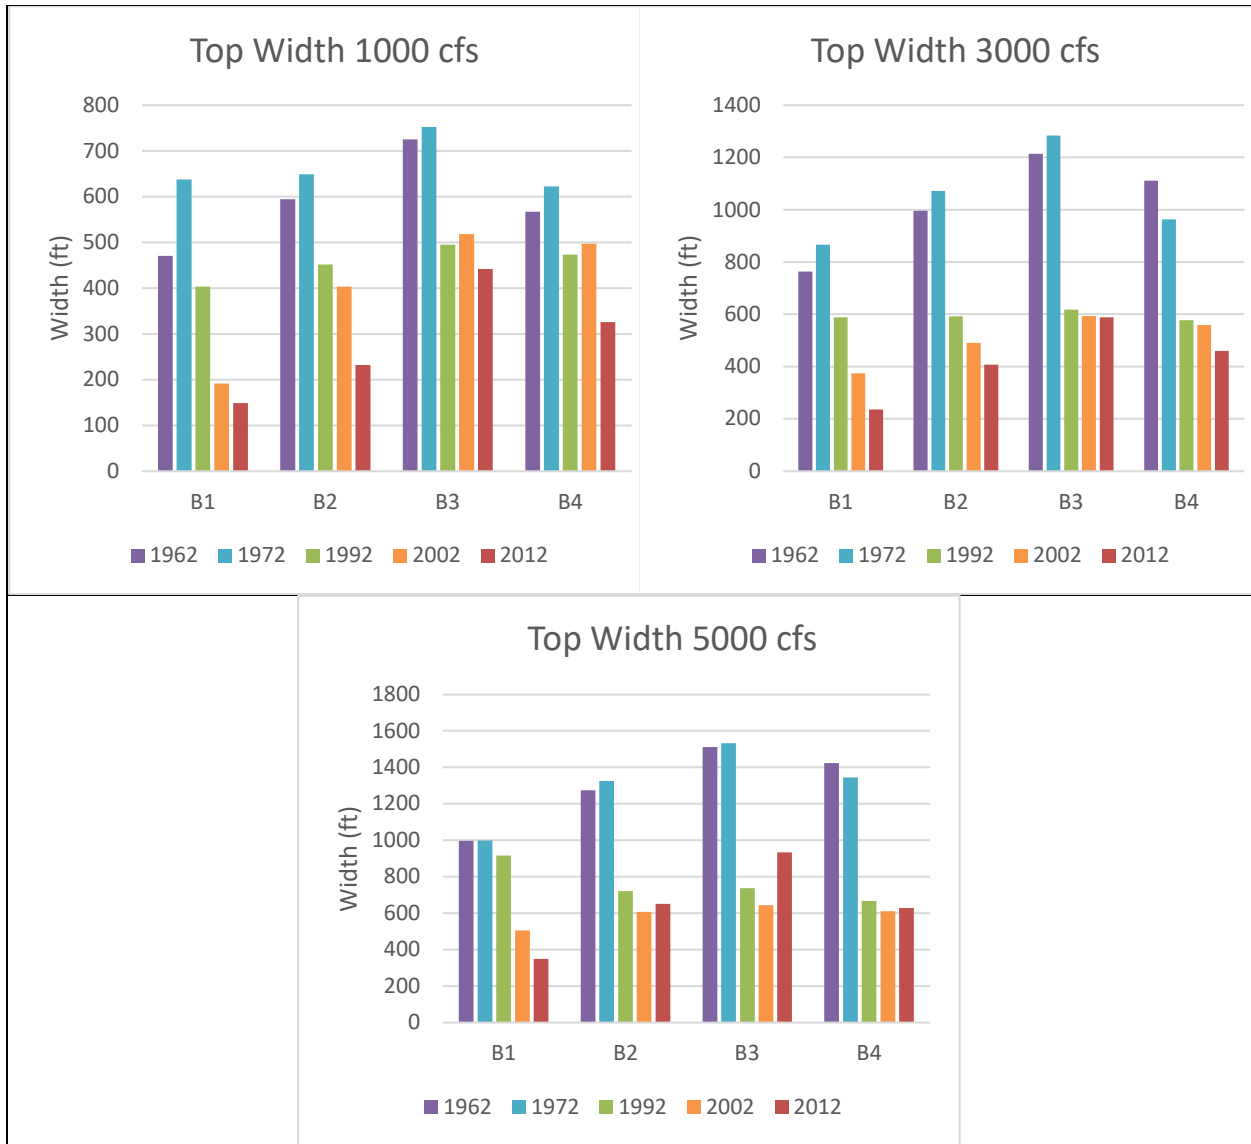 Top Width 1000 cfs
Width (ft)
800
700
600
500
400
300
200
100
0
B1 B2 B3 B4
1962 1972 1992 2002 2012
Top Width 3000 cfs
Width (ft)
1400
1200
1000
800
600
400
200
0
B1 B2 B3 B4
1962 1972 1992 2002 2012
Top Width 5000 cfs
Width (ft)
1800
1600
1400
1200
1000
800
600
400
200
0
B1 B2 B3 B4
1962 1972 1992 2002 2012